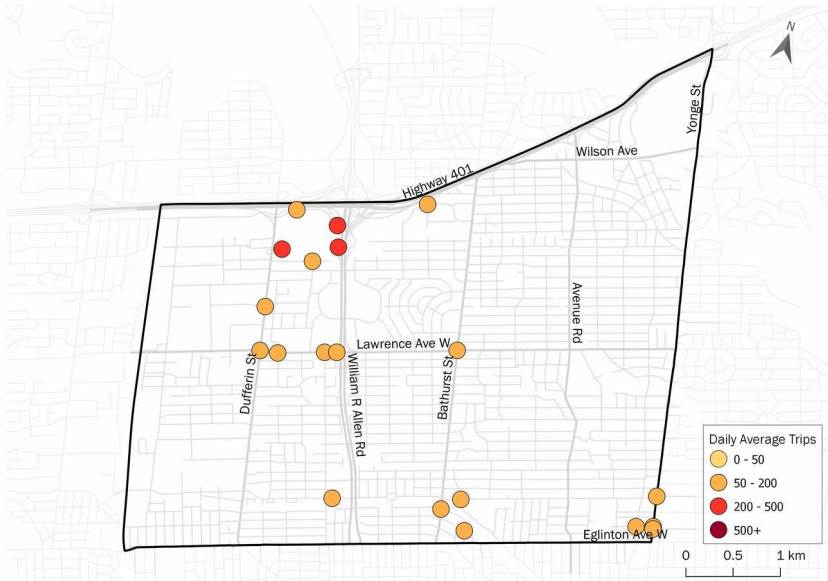 N
Yonge St
Wilson Ave
Highway 401
Avenue Rd
Lawrence Ave W
Dufferin St
William R Allen Rd
Bathurst St
Eglinton Ave W
Daily Average Trips
0 - 50
50 - 200
200 - 500
500+
0 0.5 1 km